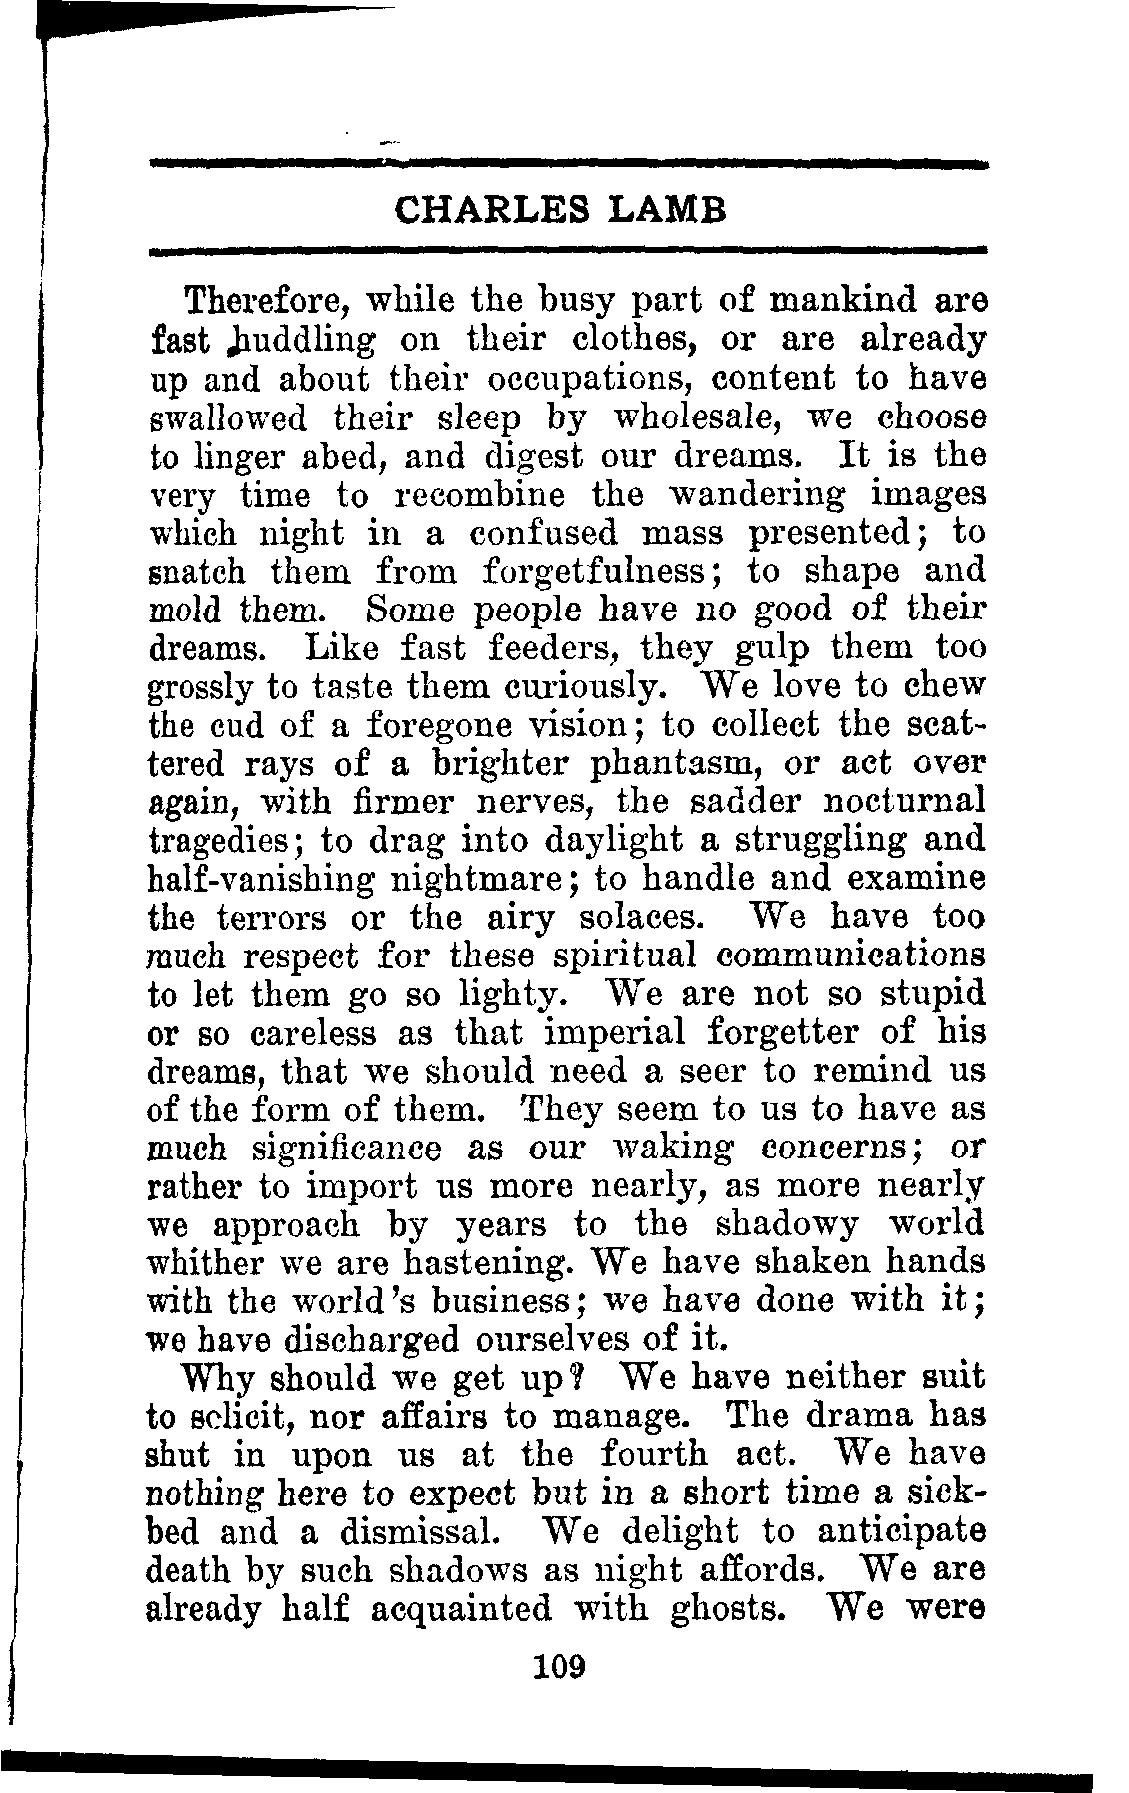 CHARLES LAMB
Therefore, while the busy part of mankind are
fast huddling on their clothes, or are already
up and about their occupations, content to have
swallowed their sleep by wholesale, we choose
to linger abed, and digest our dreams. It is the
very time to recombine the wandering images
which night in a confused mass presented; to
snatch them from forgetfulness; to shape and
mold them. Some people have no good of their
dreams. Like fast feeders, they gulp them too
grossly to taste them curiously. We love to chew
the cud of a foregone vision; to collect the scat-
tered rays of a brighter phantasm, or act over
again, with firmer nerves, the sadder nocturnal
tragedies; to drag into daylight a struggling and
half-vanishing nightmare; to handle and examine
the terrors or the airy solaces. We have too
much respect for these spiritual communications
to let them go so lighty. We are not so stupid
or so careless as that imperial forgetter of his
dreams, that we should need a seer to remind us
of the form of them. They seem to us to have as
much significance as our waking concerns; or
rather to import us more nearly, as more nearly
we approach by years to the shadowy world
whither we are hastening. We have shaken hands
with the world's business; we have done with it;
we have discharged ourselves of it.
Why should we get up? We have neither suit
to solicit, nor affairs to manage. The drama has
shut in upon us at the fourth act. We have
nothing here to expect but in a short time a sick-
bed and a dismissal. We delight to anticipate
death by such shadows as night affords. We are
already half acquainted with ghosts. We were
109